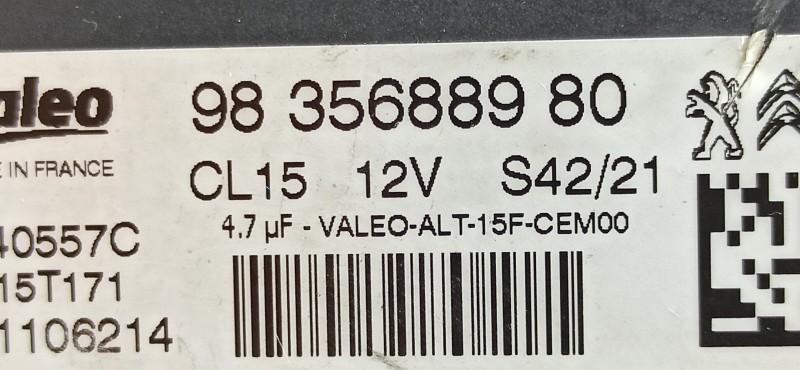 Valeo
98 356889 80
IN FRANCE
CL15 12V S42/21
4.7 µF - VALEO-ALT-15F-CEM00
40557C
15T171
1106214